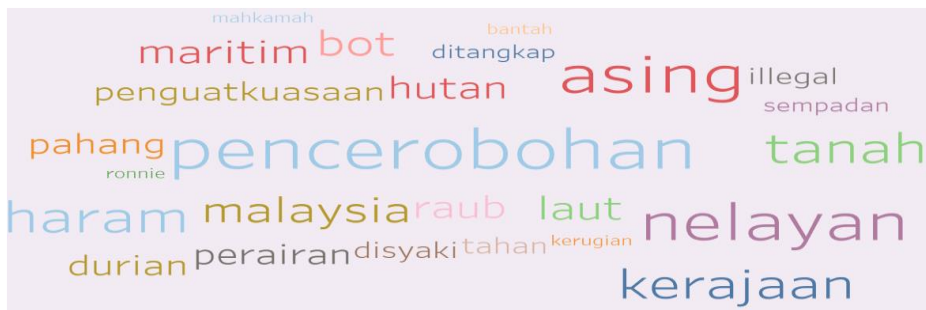 mahkamah bantah
maritim bot ditangkap
asing illegal
penguatkuasaan hutan
sempadan
pahang pencerobohan tanah
ronnie
haram malaysia raub laut nelayan
durian perairan disyaki tahan kerugian
kerajaan